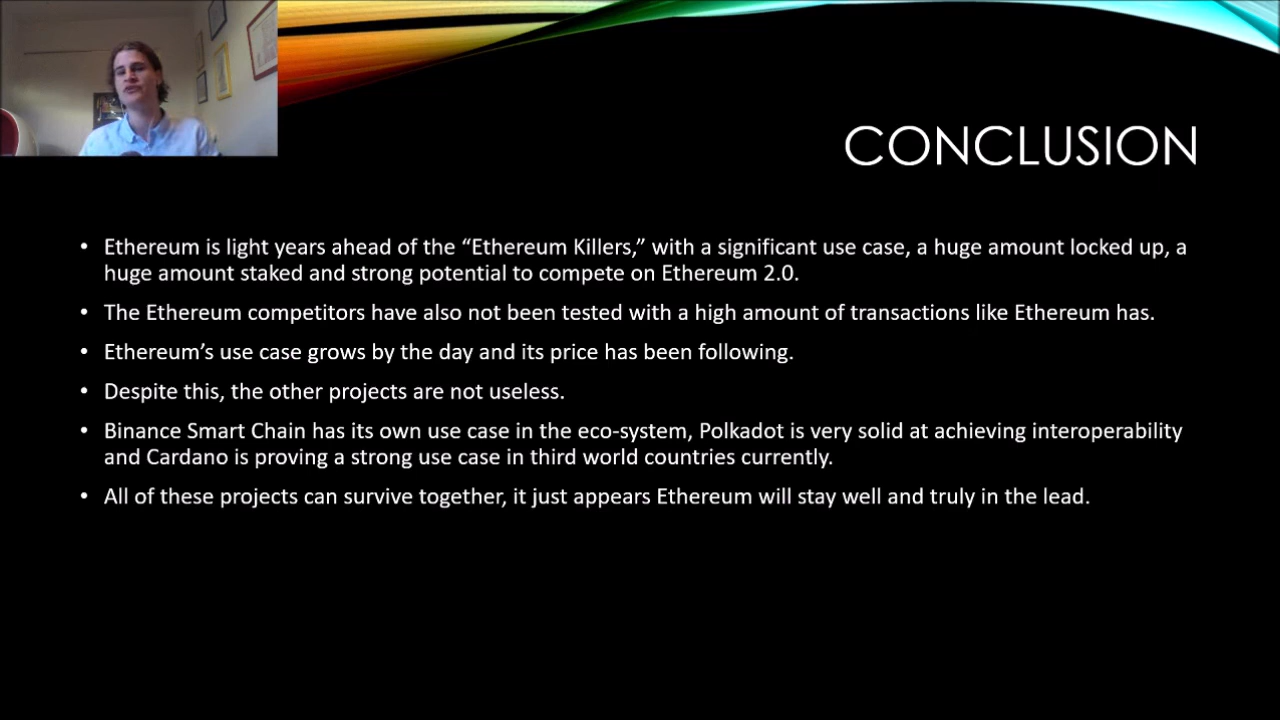 CONCLUSION
• Ethereum is light years ahead of the “Ethereum Killers,” with a significant use case, a huge amount locked up, a
huge amount staked and strong potential to compete on Ethereum 2.0.
• The Ethereum competitors have also not been tested with a high amount of transactions like Ethereum has.
• Ethereum’s use case grows by the day and its price has been following.
• Despite this, the other projects are not useless.
• Binance Smart Chain has its own use case in the eco-system, Polkadot is very solid at achieving interoperability
and Cardano is proving a strong use case in third world countries currently.
• All of these projects can survive together, it just appears Ethereum will stay well and truly in the lead.